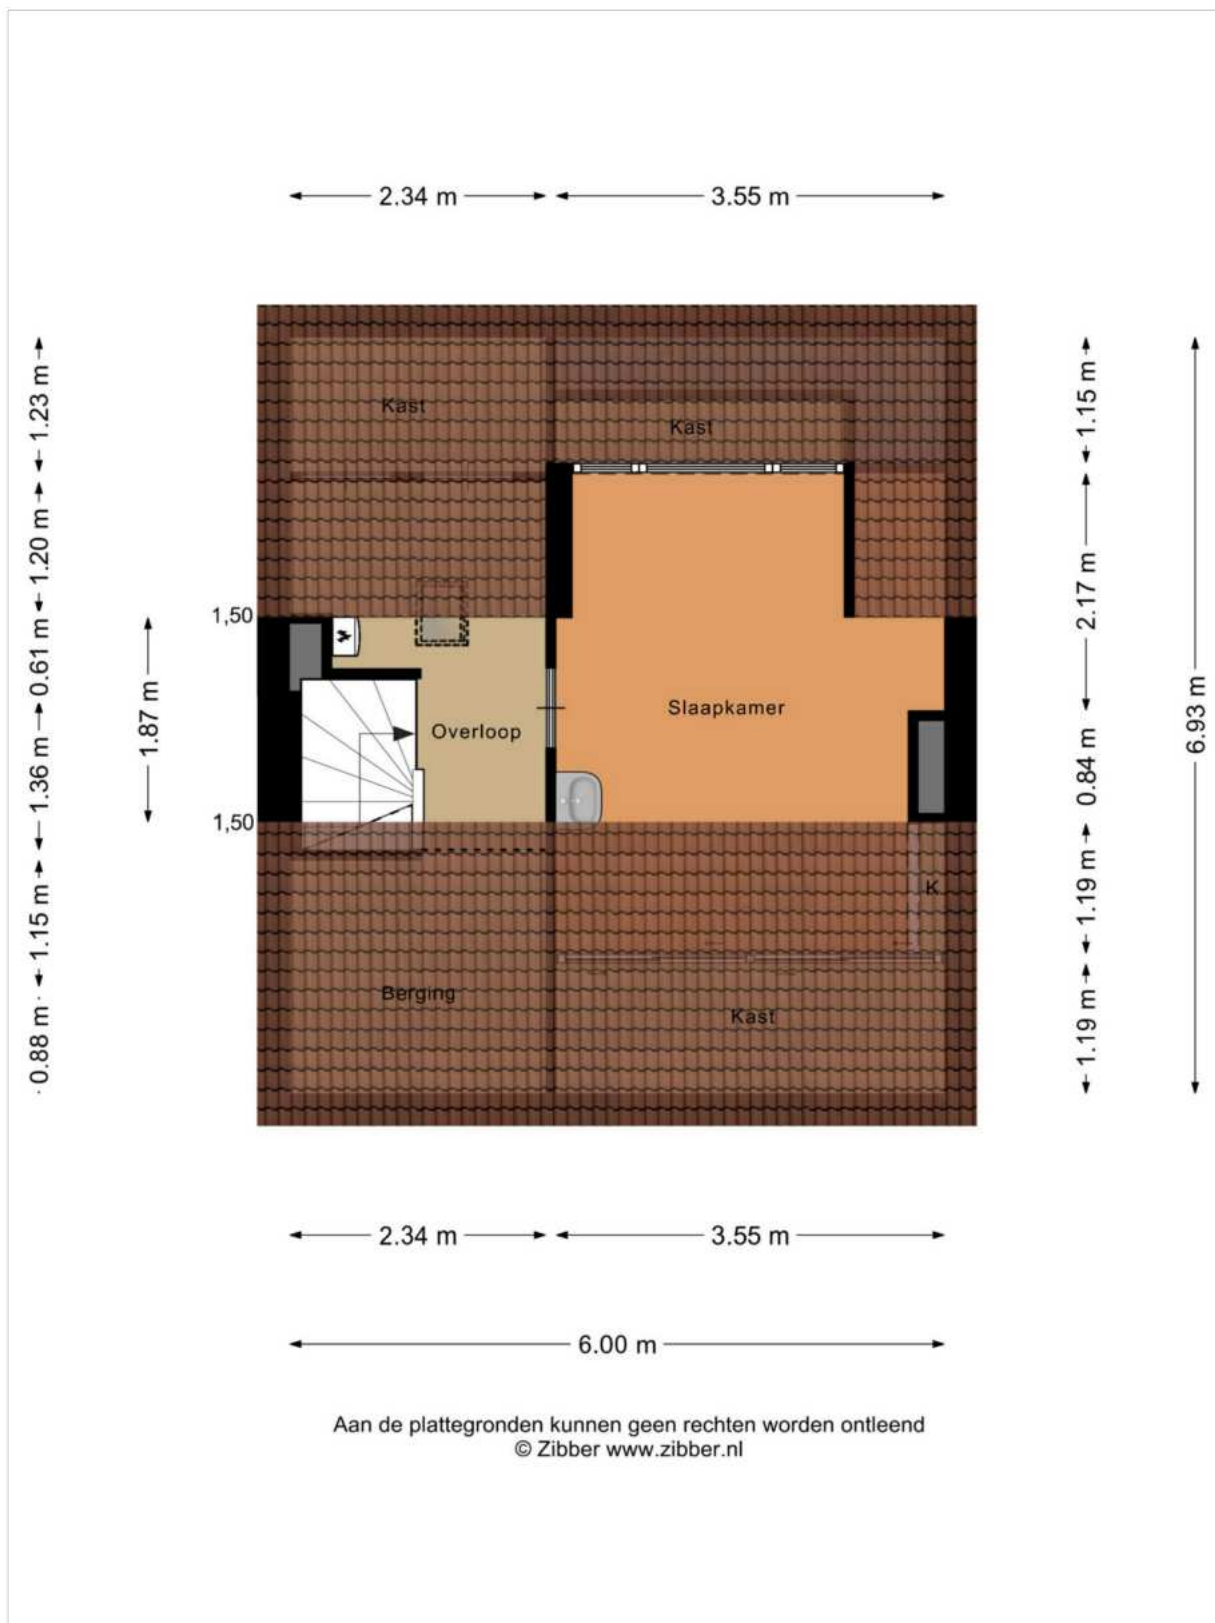 2.34 m
3.55 m
1.23 m
1.20 m
0.61 m
1.36 m
1.15 m
0.88 m
1.87 m
1,50
1,50
Kast
Kast
Overloop
Slaapkamer
K
Berging
Kast
1.15 m
2.17 m
0.84 m
1.19 m
1.19 m
6.93 m
2.34 m
3.55 m
6.00 m
Aan de plattegronden kunnen geen rechten worden ontleend
© Zibber www.zibber.nl